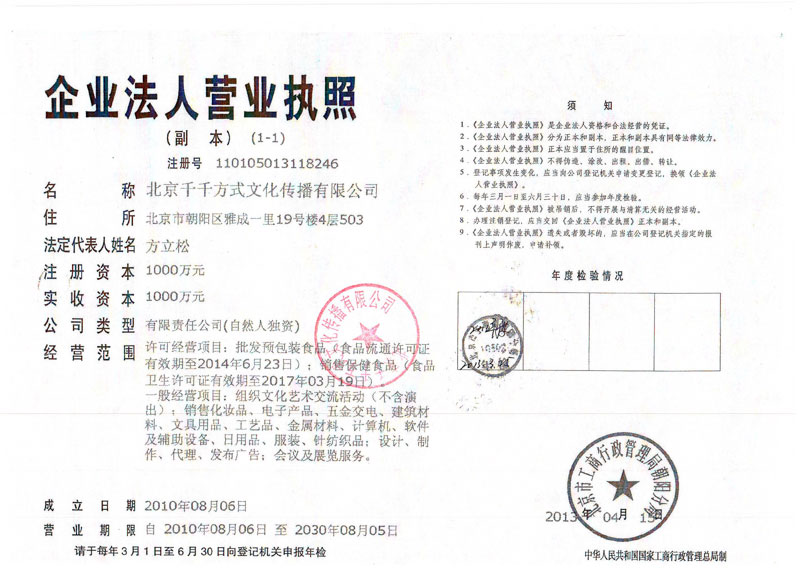 企业法人营业执照
（副 本）（1-1）
注册号 110105013118246
名 称 北京千千方式文化传播有限公司
住 所 北京市朝阳区雅成一里19号楼4层503
法定代表人姓名 方立松
注 册 资 本 1000万元
实 收 资 本 1000万元
公 司 类 型 有限责任公司(自然人独资)
经 营 范 围 许可经营项目：批发预包装食品（食品流通许可证
有效期至2014年6月23日）；销售保健食品（食品
卫生许可证有效期至2017年03月19日）。
一般经营项目：组织文化艺术交流活动（不含演
出）；销售化妆品、电子产品、五金交电、建筑材
料、文具用品、工艺品、金属材料、计算机、软件
及辅助设备、日用品、服装、针纺织品；设计、制
作、代理、发布广告；会议及展览服务。
成 立 日 期 2010年08月06日
营 业 期 限 自 2010年08月06日 至 2030年08月05日
请于每年3月1日至6月30日向登记机关申报年检
须 知
1．《企业法人营业执照》是企业法人资格和合法经营的凭证。
2．《企业法人营业执照》分为正本和副本，正本和副本具有同等法律效力。
3．《企业法人营业执照》正本应当置于住所的醒目位置。
4．《企业法人营业执照》不得伪造、涂改、出租、出借、转让。
5．登记事项发生变化，应当向公司登记机关申请变更登记，换领《企业法
人营业执照》。
6．每年三月一日至六月三十日，应当参加年度检验。
7．《企业法人营业执照》被吊销后，不得开展与清算无关的经营活动。
8．办理注销登记，应当交回《企业法人营业执照》正本和副本。
9．《企业法人营业执照》遗失或者毁坏的，应当在公司登记机关指定的报
刊上声明作废，申请补领。
年 度 检 验 情 况
北京市工商行政管理局朝阳分局
2013 年 04 月 15 日
中华人民共和国国家工商行政管理总局制
文化传播有限公司